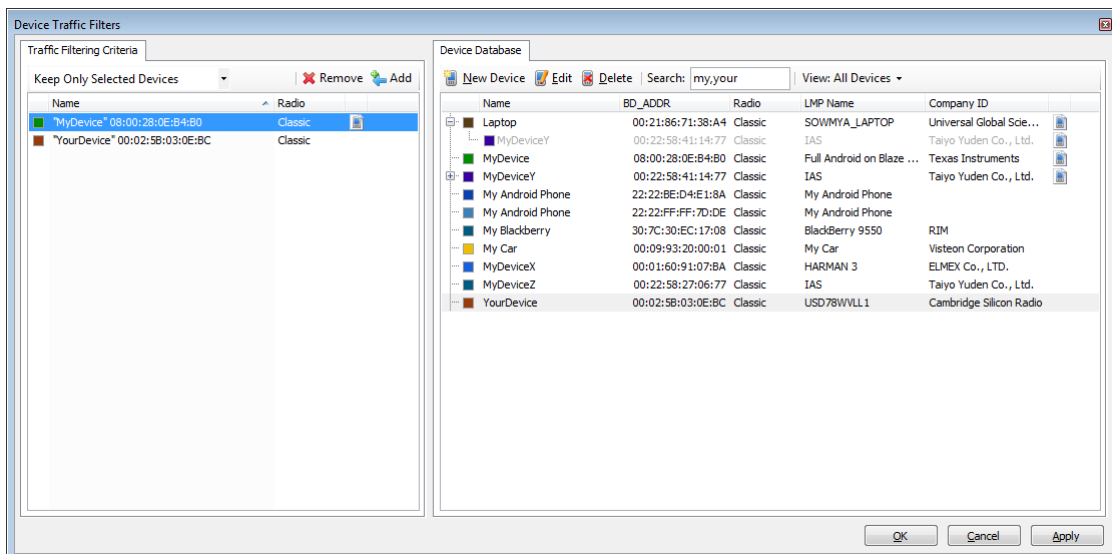 Device Traffic Filters
Traffic Filtering Criteria
Keep Only Selected Devices Remove Add
Name Radio
"MyDevice" 08:00:28:0E:B4:B0 Classic
"YourDevice" 00:02:5B:03:0E:BC Classic
Device Database
New Device Edit Delete Search: my,your View: All Devices
Name BD_ADDR Radio LMP Name Company ID
Laptop 00:21:86:71:38:A4 Classic SOWMYA_LAPTOP Universal Global Scie...
MyDeviceY 00:22:58:41:14:77 Classic IAS Taiyo Yuden Co., Ltd.
MyDevice 08:00:28:0E:B4:B0 Classic Full Android on Blaze ... Texas Instruments
MyDeviceY 00:22:58:41:14:77 Classic IAS Taiyo Yuden Co., Ltd.
My Android Phone 22:22:BE:D4:E1:8A Classic My Android Phone
My Android Phone 22:22:FF:FF:7D:DE Classic My Android Phone
My Blackberry 30:7C:30:EC:17:08 Classic BlackBerry 9550 RIM
My Car 00:09:93:20:00:01 Classic My Car Visteon Corporation
MyDeviceX 00:01:60:91:07:BA Classic HARMAN 3 ELMEX Co., LTD.
MyDeviceZ 00:22:58:27:06:77 Classic IAS Taiyo Yuden Co., Ltd.
YourDevice 00:02:5B:03:0E:BC Classic USD78WVLL1 Cambridge Silicon Radio
OK Cancel Apply